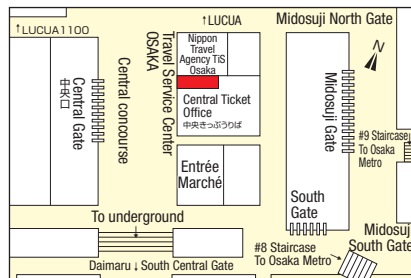 ↑LUCUA
Midosuji North Gate
↑LUCUA1100
Nippon
Travel
Agency TiS
Osaka
Travel Service Center
OSAKA
N
Central Gate
中央口
Central concourse
Central Ticket
Office
中央きっぷうりば
Midosuji Gate
#9 Staircase
To Osaka
Metro
Entrée
Marché
South
Gate
To underground
Midosuji
South Gate
#8 Staircase
To Osaka Metro
Daimaru↓South Central Gate